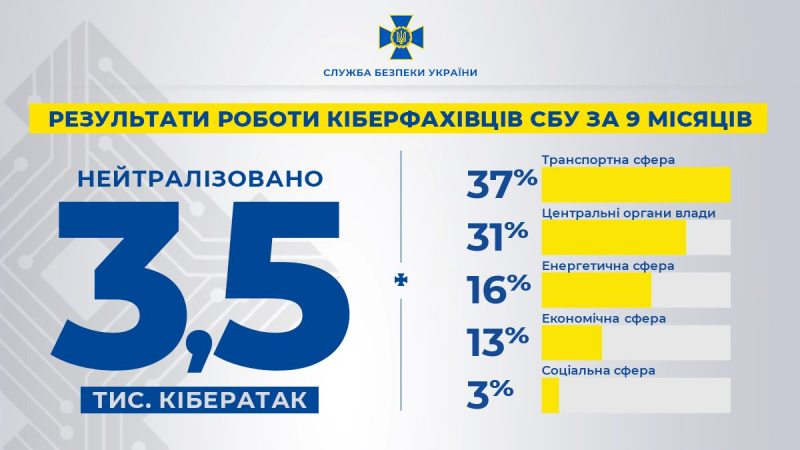 СЛУЖБА БЕЗПЕКИ УКРАЇНИ
РЕЗУЛЬТАТИ РОБОТИ КІБЕРФАХІВЦІВ СБУ ЗА 9 МІСЯЦІВ
НЕЙТРАЛІЗОВАНО
3,5
ТИС. КІБЕРАТАК
Транспортна сфера
37%
Центральні органи влади
31%
Енергетична сфера
16%
Економічна сфера
13%
Соціальна сфера
3%